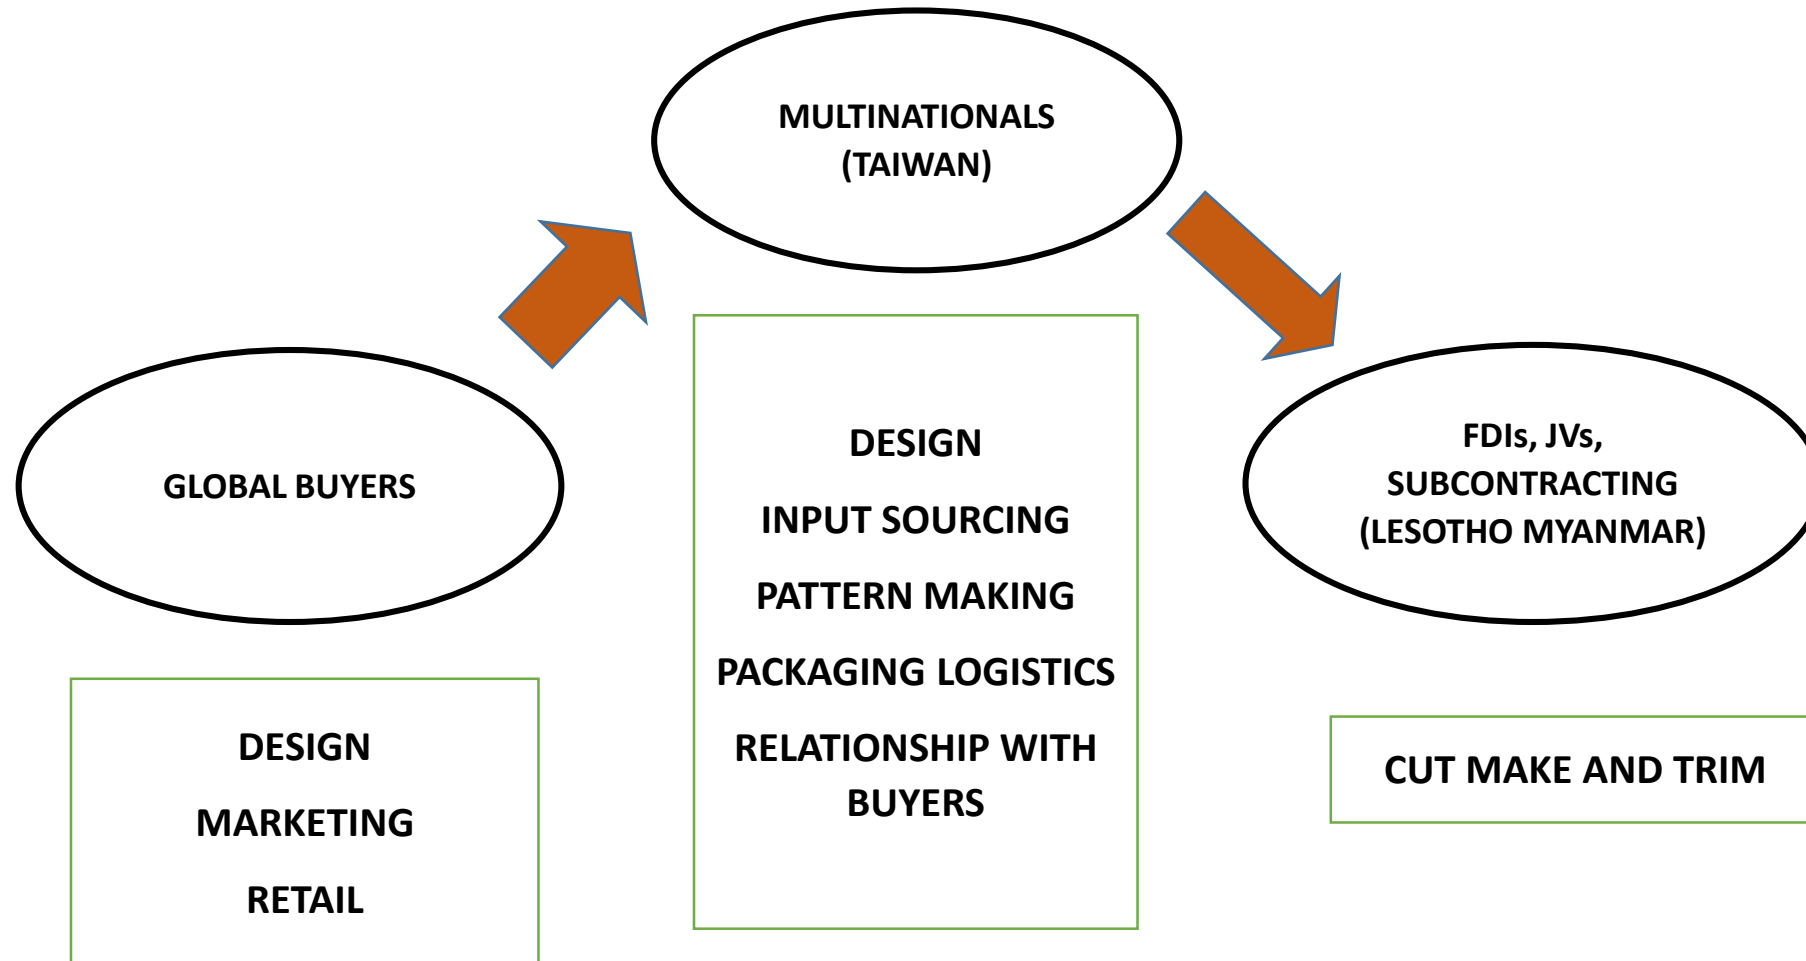 MULTINATIONALS
(TAIWAN)
GLOBAL BUYERS
FDIs, JVs,
SUBCONTRACTING
(LESOTHO MYANMAR)
DESIGN
MARKETING
RETAIL
DESIGN
INPUT SOURCING
PATTERN MAKING
PACKAGING LOGISTICS
RELATIONSHIP WITH
BUYERS
CUT MAKE AND TRIM